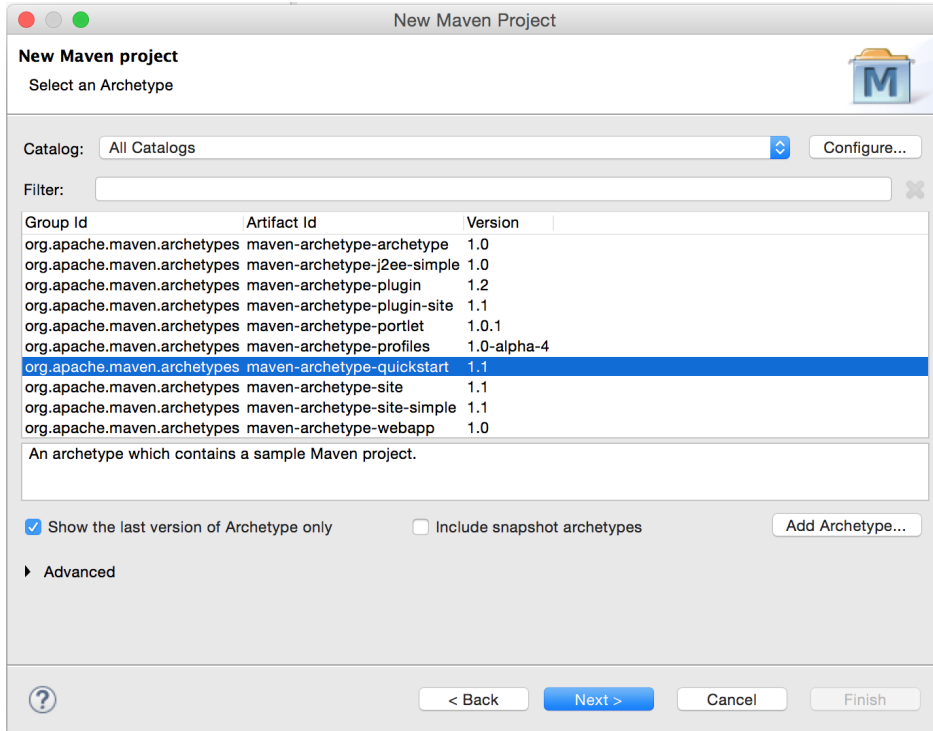 New Maven Project
New Maven project
Select an Archetype
M
Catalog: All Catalogs Configure...
Filter:
Group Id Artifact Id Version
org.apache.maven.archetypes maven-archetype-archetype 1.0
org.apache.maven.archetypes maven-archetype-j2ee-simple 1.0
org.apache.maven.archetypes maven-archetype-plugin 1.2
org.apache.maven.archetypes maven-archetype-plugin-site 1.1
org.apache.maven.archetypes maven-archetype-portlet 1.0.1
org.apache.maven.archetypes maven-archetype-profiles 1.0-alpha-4
org.apache.maven.archetypes maven-archetype-quickstart 1.1
org.apache.maven.archetypes maven-archetype-site 1.1
org.apache.maven.archetypes maven-archetype-site-simple 1.1
org.apache.maven.archetypes maven-archetype-webapp 1.0
An archetype which contains a sample Maven project.
Show the last version of Archetype only Include snapshot archetypes Add Archetype...
Advanced
? < Back Next > Cancel Finish